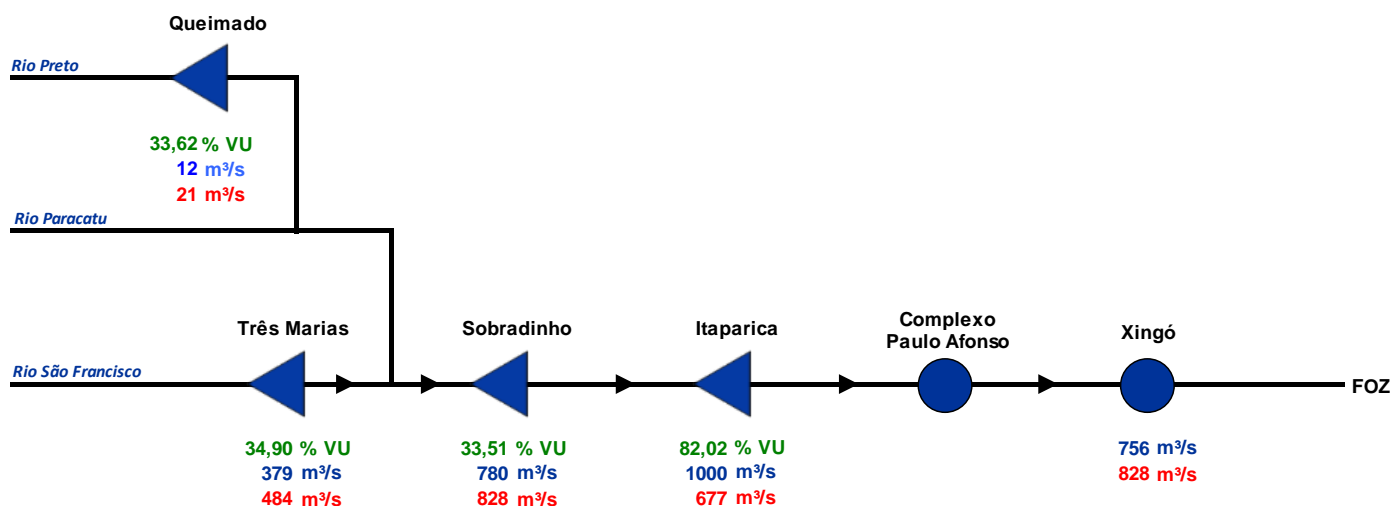 Queimado
Rio Preto
33,62 % VU
12 m³/s
21 m³/s
Rio Paracatu
Três Marias
Sobradinho
Itaparica
Complexo
Paulo Afonso
Xingó
Rio São Francisco
FOZ
34,90 % VU
33,51 % VU
82,02 % VU
756 m³/s
379 m³/s
780 m³/s
1000 m³/s
828 m³/s
484 m³/s
828 m³/s
677 m³/s